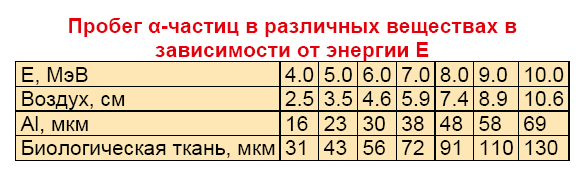 Пробег α-частиц в различных веществах в
зависимости от энергии E
E, МэВ 4.0 5.0 6.0 7.0 8.0 9.0 10.0
Воздух, см 2.5 3.5 4.6 5.9 7.4 8.9 10.6
Al, мкм 16 23 30 38 48 58 69
Биологическая ткань, мкм 31 43 56 72 91 110 130